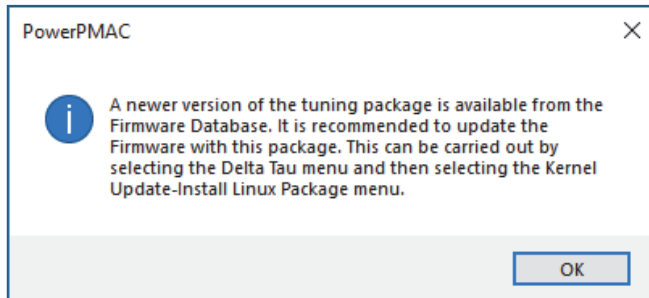 PowerPMAC
A newer version of the tuning package is available from the
Firmware Database. It is recommended to update the
Firmware with this package. This can be carried out by
selecting the Delta Tau menu and then selecting the Kernel
Update-Install Linux Package menu.
OK